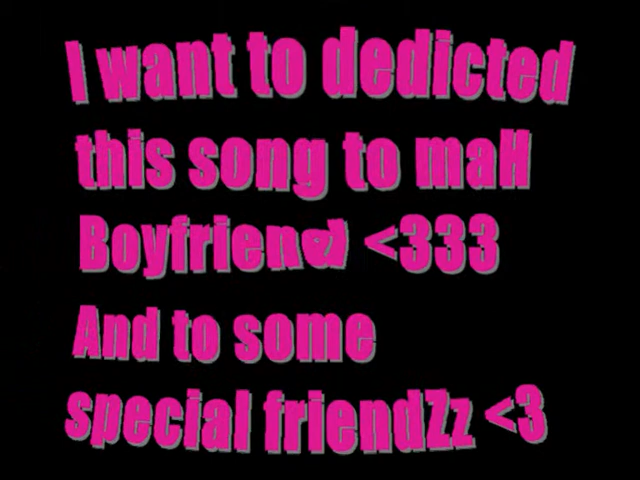 I want to dedicted
this song to maH
Boyfriend <333
And to some
special friendZz <3